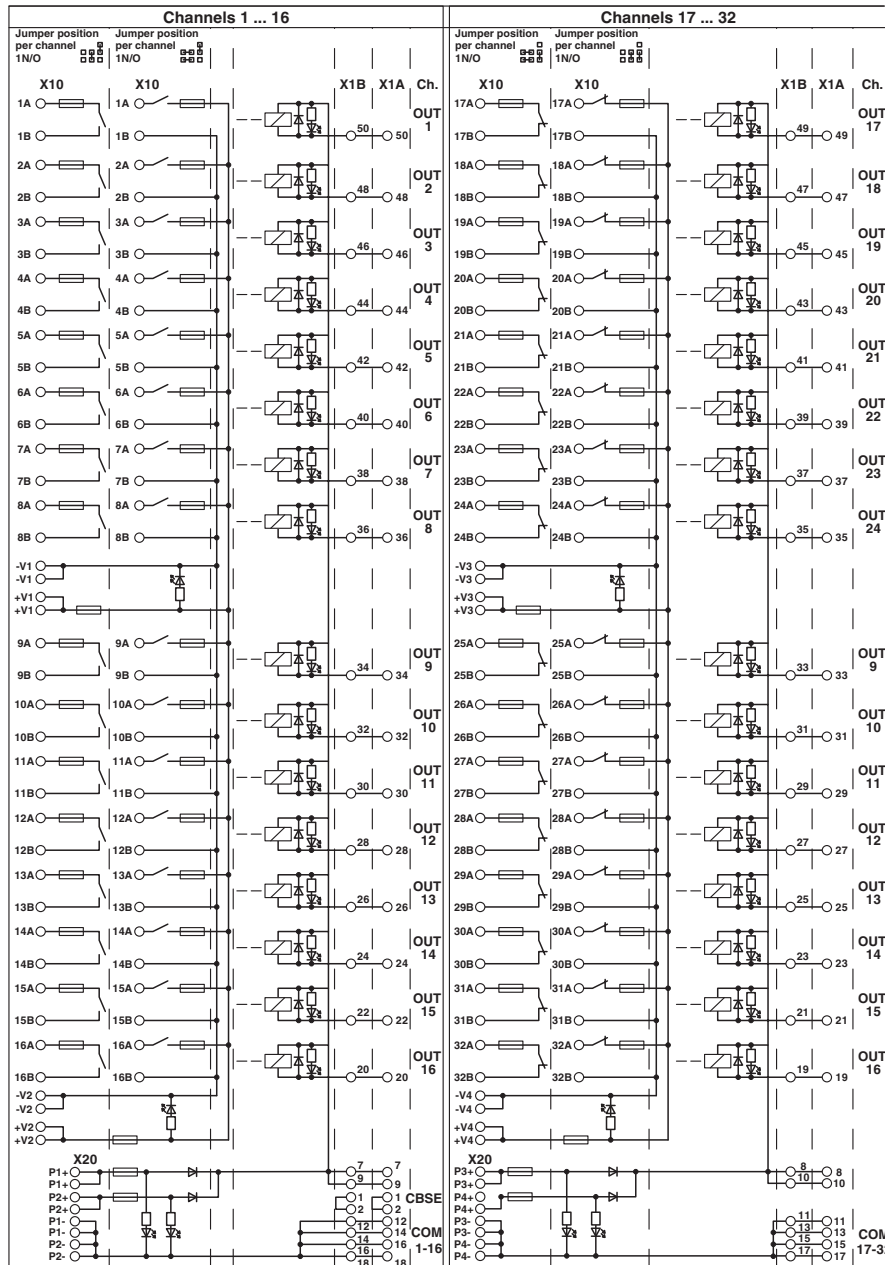 Channels 1 ... 16 Channels 17 ... 32
Jumper position per channel 1N/O Jumper position per channel 1N/O Jumper position per channel 1N/O Jumper position per channel 1N/O
X10 X10 X1B X1A Ch. X10 X10 X1B X1A Ch.
1A 1A OUT 1 17A 17A OUT 17
1B 1B 50 50 17B 17B 49 49
2A 2A OUT 2 18A 18A OUT 18
2B 2B 48 48 18B 18B 47 47
3A 3A OUT 3 19A 19A OUT 19
3B 3B 46 46 19B 19B 45 45
4A 4A OUT 4 20A 20A OUT 20
4B 4B 44 44 20B 20B 43 43
5A 5A OUT 5 21A 21A OUT 21
5B 5B 42 42 21B 21B 41 41
6A 6A OUT 6 22A 22A OUT 22
6B 6B 40 40 22B 22B 39 39
7A 7A OUT 7 23A 23A OUT 23
7B 7B 38 38 23B 23B 37 37
8A 8A OUT 8 24A 24A OUT 24
8B 8B 36 36 24B 24B 35 35
-V1 -V3
-V1 -V3
+V1 +V3
+V1 +V3
9A 9A OUT 9 25A 25A OUT 9
9B 9B 34 34 25B 25B 33 33
10A 10A OUT 10 26A 26A OUT 10
10B 10B 32 32 26B 26B 31 31
11A 11A OUT 11 27A 27A OUT 11
11B 11B 30 30 27B 27B 29 29
12A 12A OUT 12 28A 28A OUT 12
12B 12B 28 28 28B 28B 27 27
13A 13A OUT 13 29A 29A OUT 13
13B 13B 26 26 29B 29B 25 25
14A 14A OUT 14 30A 30A OUT 14
14B 14B 24 24 30B 30B 23 23
15A 15A OUT 15 31A 31A OUT 15
15B 15B 22 22 31B 31B 21 21
16A 16A OUT 16 32A 32A OUT 16
16B 16B 20 20 32B 32B 19 19
-V2 -V4
-V2 -V4
+V2 +V4
+V2 +V4
X20 X20
P1+ 7 7 P3+ 8 8
P1+ 9 9 P3+ 10 10
P2+ 1 1 CBSE P4+
P2+ 2 2 P4+
P1- 12 12 P3- 11 11
P1- 14 14 COM P3- 13 13 COM
P2- 16 16 1-16 P4- 15 15 17-32
P2- 18 18 P4- 17 17